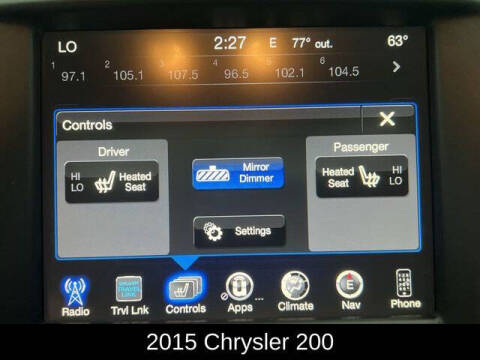 LO 2:27 E 77° out. 63°
1 97.1 2 105.1 3 107.5 4 96.5 5 102.1 6 104.5
Controls
Driver Passenger
HI LO Heated Seat
Mirror Dimmer
Heated Seat HI LO
Settings
Radio Trvl Lnk Controls Apps Climate Nav Phone
2015 Chrysler 200